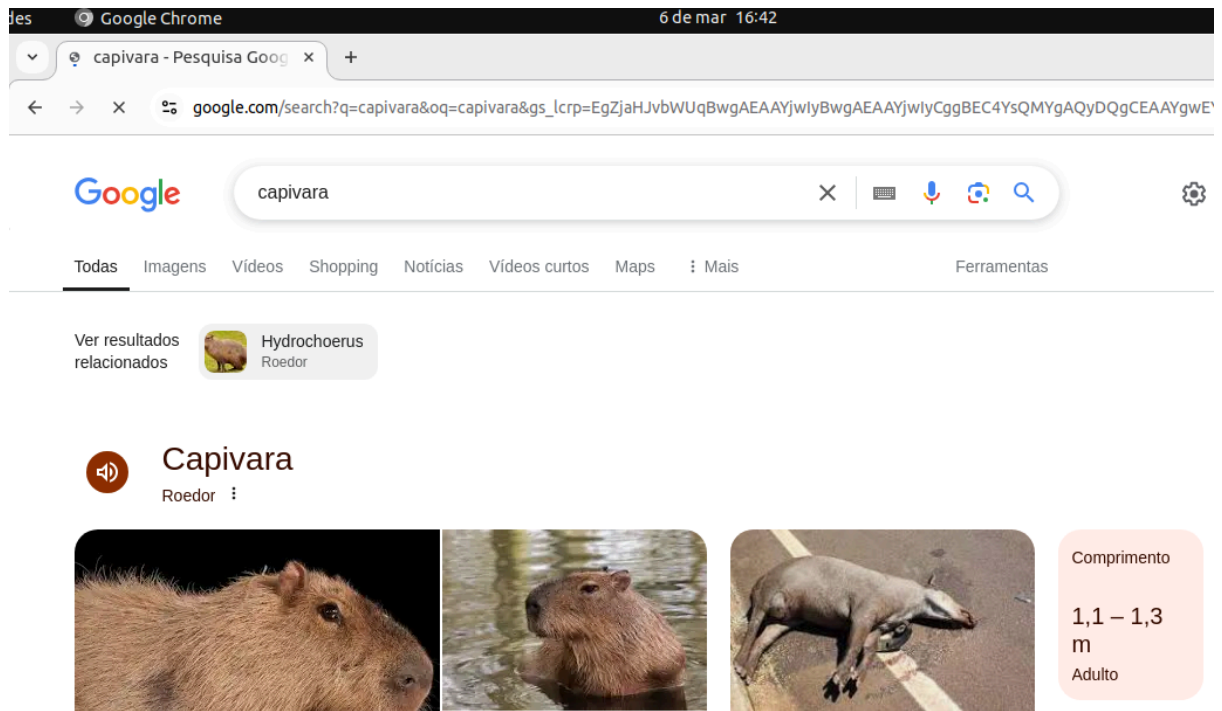 des Google Chrome 6 de mar 16:42
capivara - Pesquisa Goog
google.com/search?q=capivara&oq=capivara&gs_lcrp=EgZjaHJvbWUqBwgAEAAYjwIyBwgAEAAYjwIyCggBEC4YsQMYgAQyDQgCEAAYgwE
Google capivara
Todas Imagens Vídeos Shopping Notícias Vídeos curtos Maps Mais Ferramentas
Ver resultados
relacionados
Hydrochoerus
Roedor
Capivara
Roedor
Comprimento
1,1 – 1,3
m
Adulto